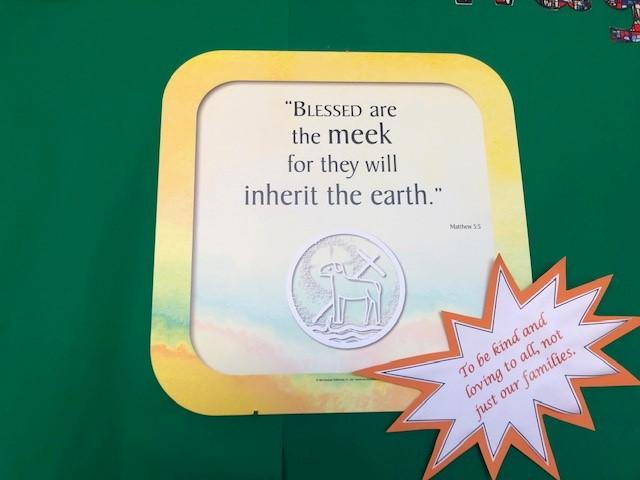 "BLESSED are
the meek
for they will
inherit the earth."
Matthew 5:5
To be kind and
loving to all, not
just our families.